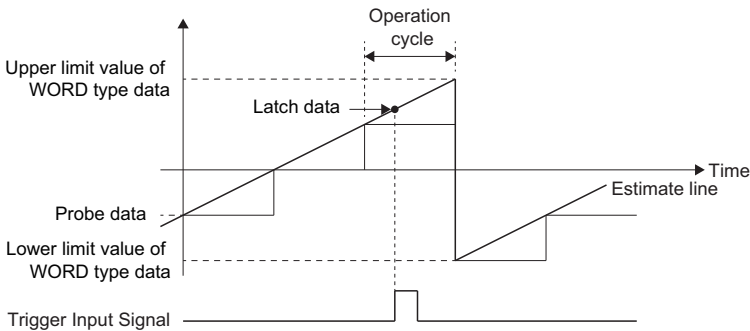 Operation
cycle
Upper limit value of
WORD type data
Latch data
Time
Estimate line
Probe data
Lower limit value of
WORD type data
Trigger Input Signal